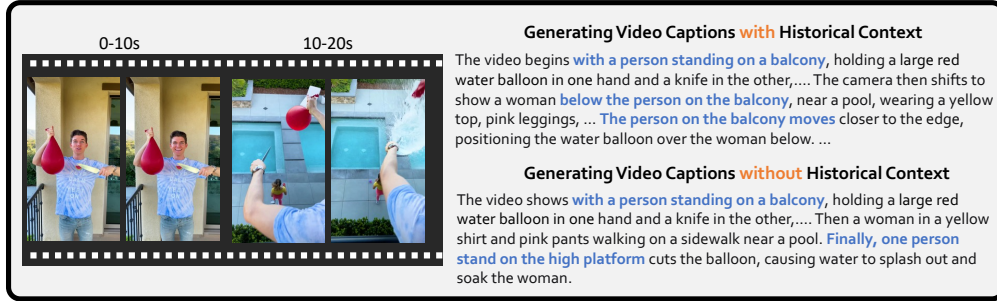 0-10s
10-20s
Generating Video Captions with Historical Context
The video begins with a person standing on a balcony, holding a large red
water balloon in one hand and a knife in the other,.... The camera then shifts to
show a woman below the person on the balcony, near a pool, wearing a yellow
top, pink leggings, ... The person on the balcony moves closer to the edge,
positioning the water balloon over the woman below. ...
Generating Video Captions without Historical Context
The video shows with a person standing on a balcony, holding a large red
water balloon in one hand and a knife in the other,.... Then a woman in a yellow
shirt and pink pants walking on a sidewalk near a pool. Finally, one person
stand on the high platform cuts the balloon, causing water to splash out and
soak the woman.